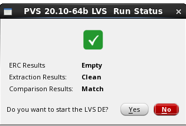 PVS 20.10-64b LVS Run Status
ERC Results Empty
Extraction Results: Clean
Comparison Results: Match
Do you want to start the LVS DE? Yes No